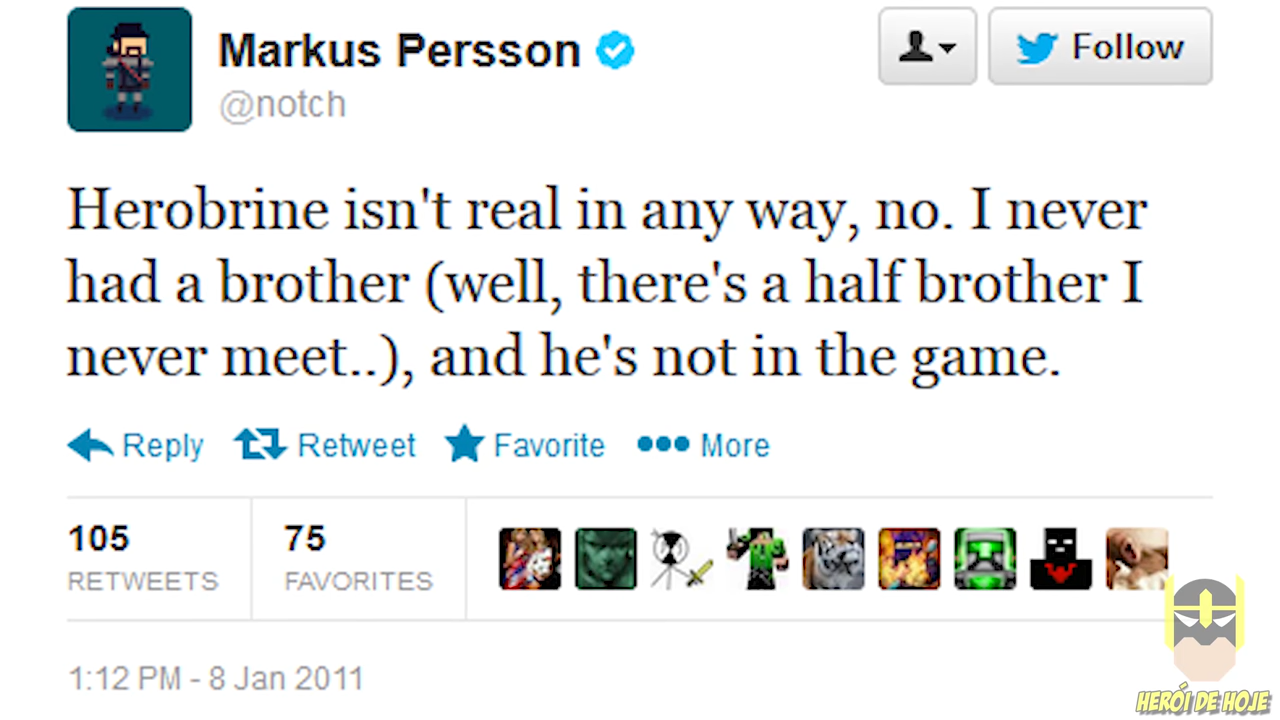 Markus Persson
@notch
Follow
Herobrine isn't real in any way, no. I never
had a brother (well, there's a half brother I
never meet..), and he's not in the game.
Reply Retweet Favorite More
105 75
RETWEETS FAVORITES
1:12 PM - 8 Jan 2011
HERÓI DE HOJE